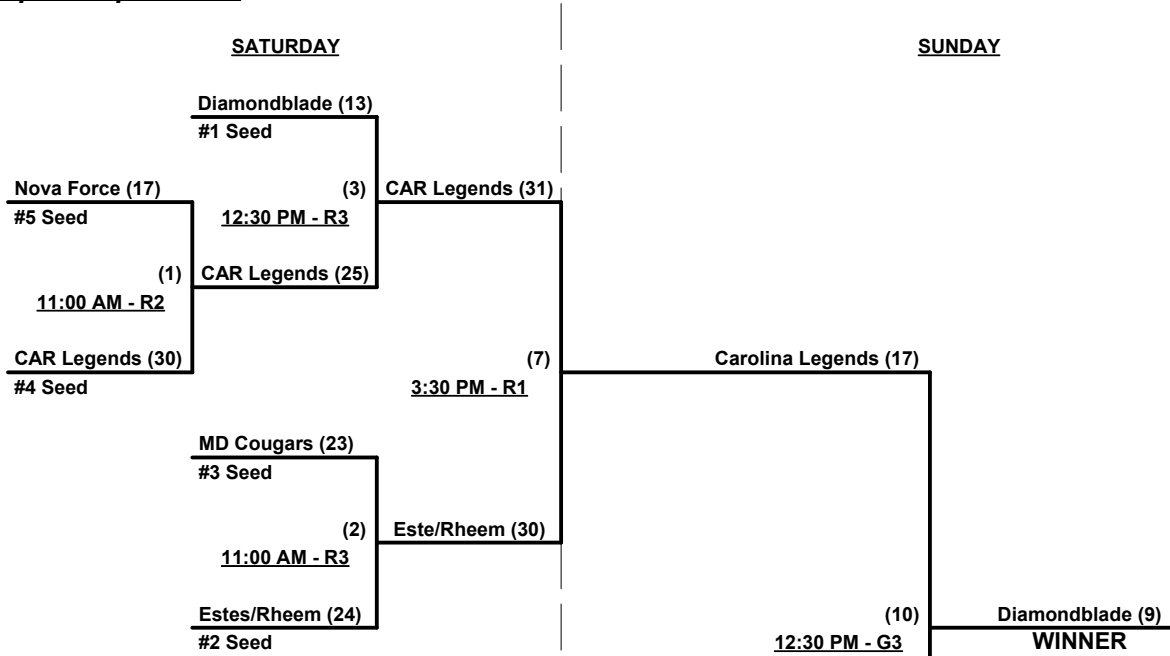 SATURDAY
SUNDAY
Diamondblade (13)
#1 Seed
Nova Force (17)
(3)
CAR Legends (31)
#5 Seed
12:30 PM - R3
(1)
CAR Legends (25)
11:00 AM - R2
CAR Legends (30)
(7)
Carolina Legends (17)
#4 Seed
3:30 PM - R1
MD Cougars (23)
#3 Seed
(2)
Este/Rheem (30)
11:00 AM - R3
Estes/Rheem (24)
(10)
Diamondblade (9)
#2 Seed
12:30 PM - G3
WINNER